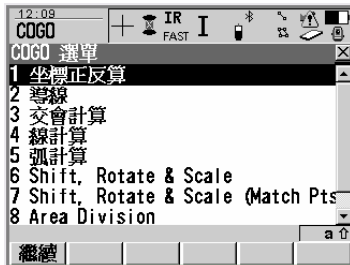 12:09
COGO
IR
FAST
I
COGO 選單
1 坐標正反算
2 導線
3 交會計算
4 線計算
5 弧計算
6 Shift, Rotate & Scale
7 Shift, Rotate & Scale (Match Pts
8 Area Division
a
繼續